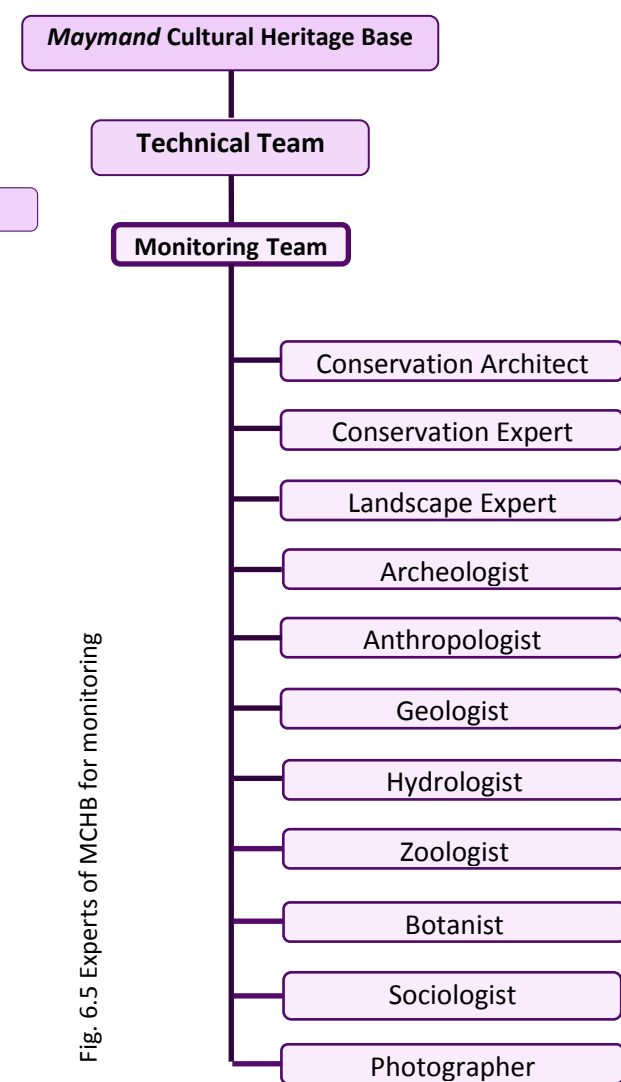 Maymand Cultural Heritage Base
Technical Team
Monitoring Team
Conservation Architect
Conservation Expert
Landscape Expert
Archeologist
Anthropologist
Geologist
Hydrologist
Zoologist
Botanist
Sociologist
Photographer
Fig. 6.5 Experts of MCHB for monitoring